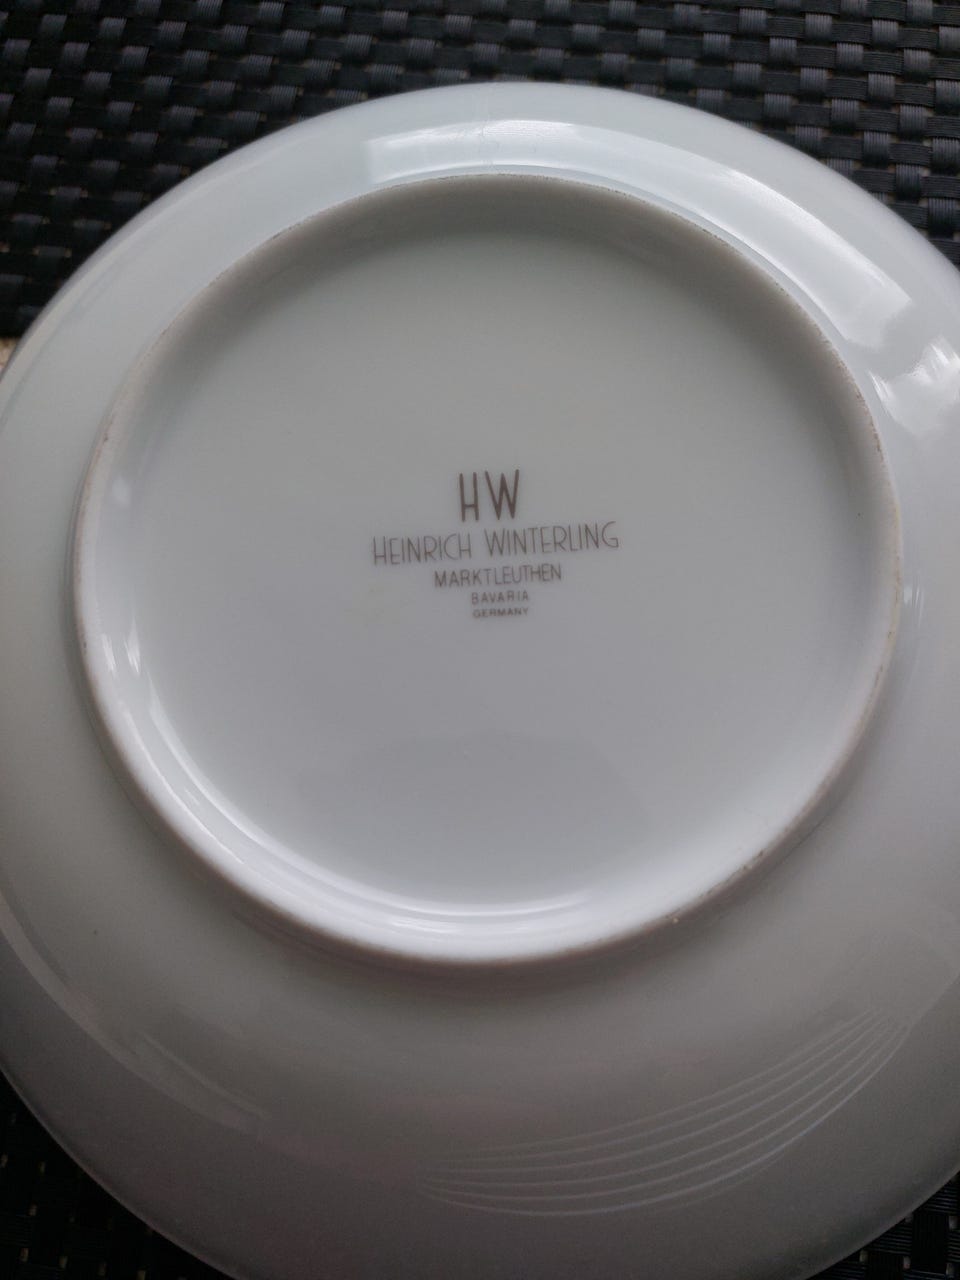 HW
HEINRICH WINTERLING
MARKTLEUTHEN
BAVARIA
GERMANY